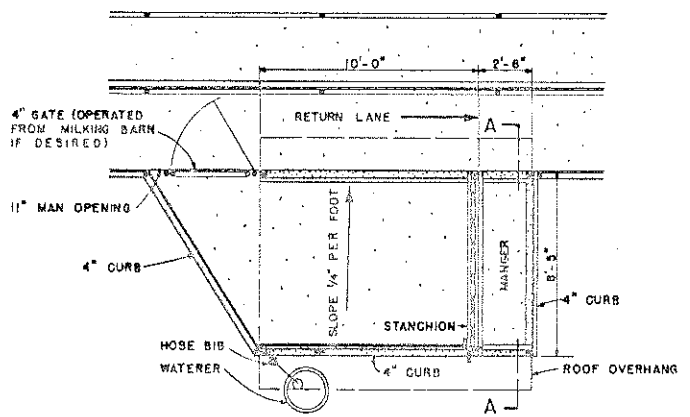 10'-0"
2'-6"
4" GATE (OPERATED
FROM MILKING BARN
IF DESIRED)
RETURN LANE
A
11" MAN OPENING
4" CURB
SLOPE 1/4" PER FOOT
MANGER
8'-5"
4" CURB
STANCHION
HOSE BIB
WATERER
4" CURB
ROOF OVERHANG
A